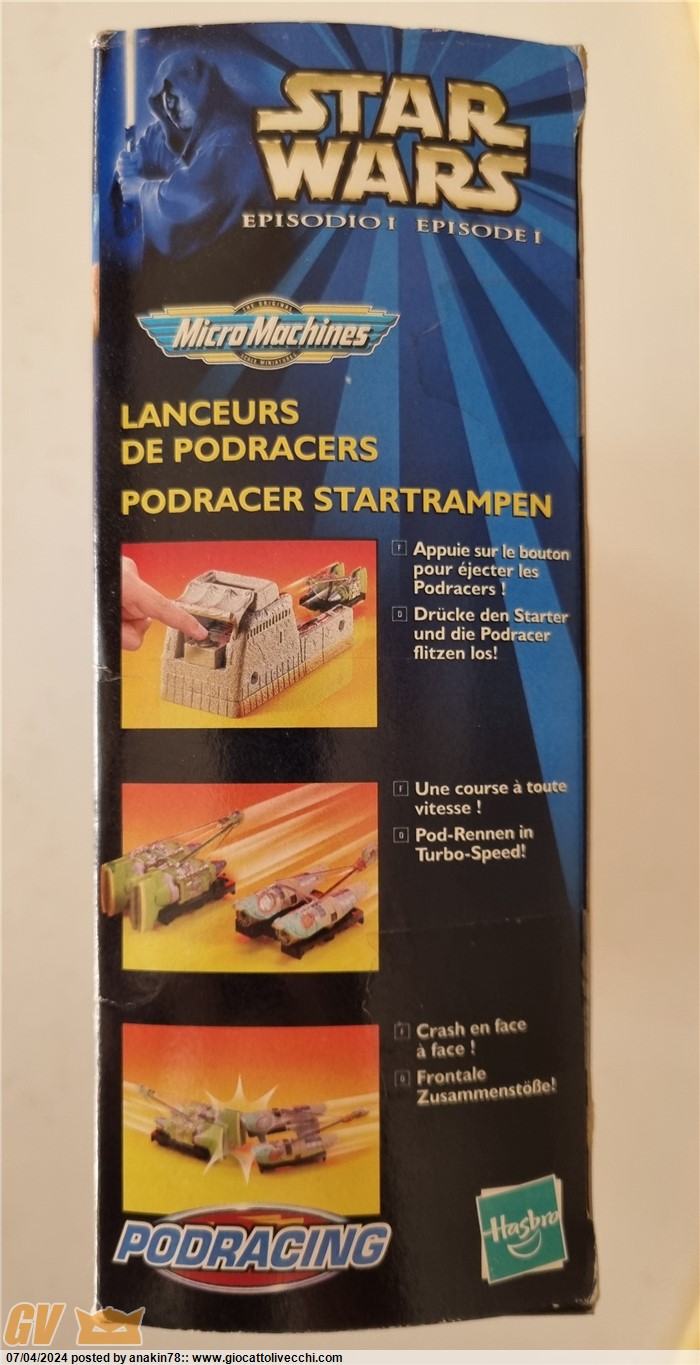 STAR
WARS
EPISODIO I EPISODE I
THE ORIGINAL
Micro Machines
SCALE MINIATURES
LANCEURS
DE PODRACERS
PODRACER STARTRAMPEN
F Appuie sur le bouton
pour éjecter les
Podracers !
D Drücke den Starter
und die Podracer
flitzen los!
F Une course à toute
vitesse !
D Pod-Rennen in
Turbo-Speed!
F Crash en face
à face !
D Frontale
Zusammenstöße!
PODRACING
Hasbro
GV
07/04/2024 posted by anakin78:: www.giocattolivecchi.com